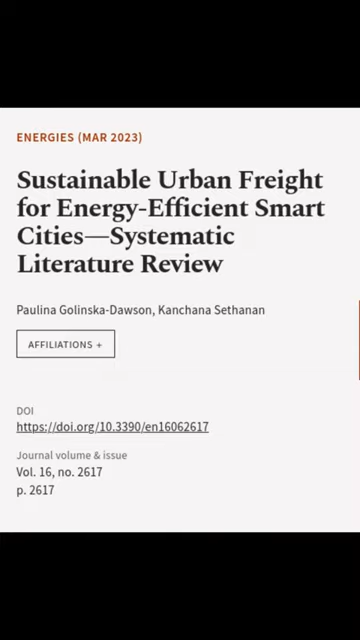 ENERGIES (MAR 2023)
Sustainable Urban Freight
for Energy-Efficient Smart
Cities—Systematic
Literature Review
Paulina Golinska-Dawson, Kanchana Sethanan
AFFILIATIONS +
DOI
https://doi.org/10.3390/en16062617
Journal volume & issue
Vol. 16, no. 2617
p. 2617